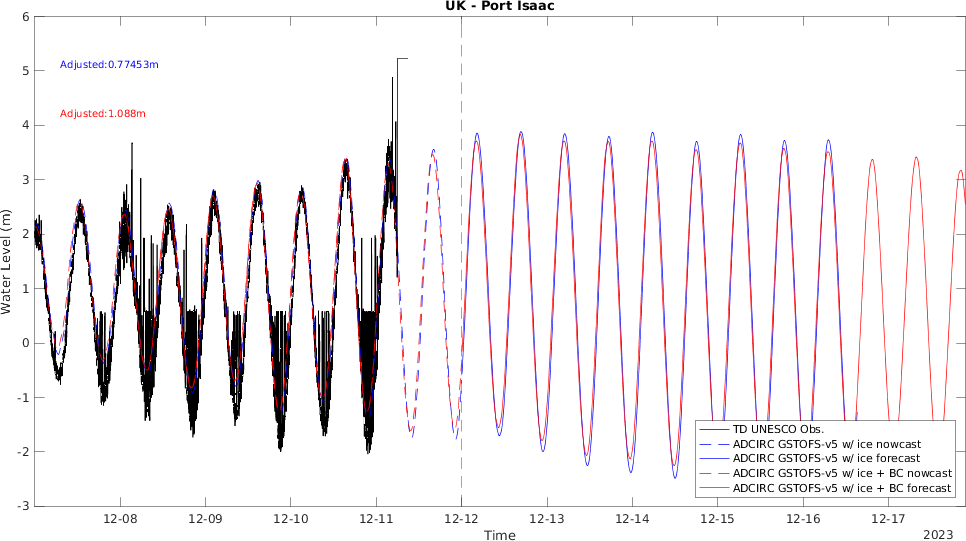 UK - Port Isaac
6
5
4
3
2
1
0
-1
-2
-3
Water Level (m)
Adjusted:0.77453m
Adjusted:1.088m
TD UNESCO Obs.
ADCIRC GSTOFS-v5 w/ ice nowcast
ADCIRC GSTOFS-v5 w/ ice forecast
ADCIRC GSTOFS-v5 w/ ice + BC nowcast
ADCIRC GSTOFS-v5 w/ ice + BC forecast
12-08 12-09 12-10 12-11 12-12 12-13 12-14 12-15 12-16 12-17
Time
2023